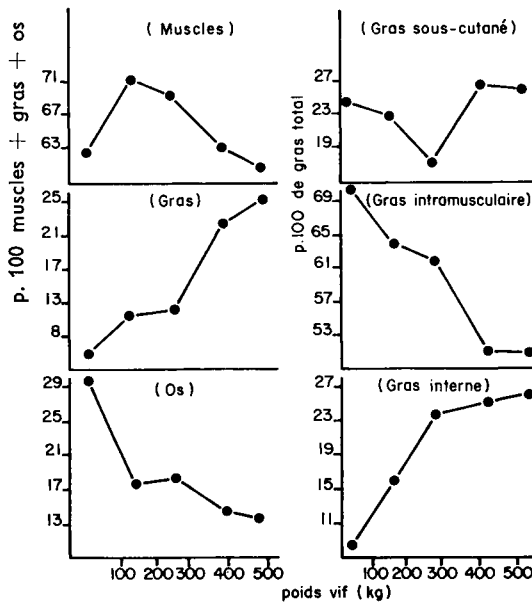 p. 100 muscles + gras + os
(Muscles)
71
67
63
(Gras)
25
21
17
13
8
(Os)
29
25
21
17
13
100 200 300 400 500
p.100 de gras total
(Gras sous-cutané)
27
23
19
(Gras intramusculaire)
69
65
61
57
53
(Gras interne)
27
23
19
15
11
100 200 300 400 500
poids vif (kg)